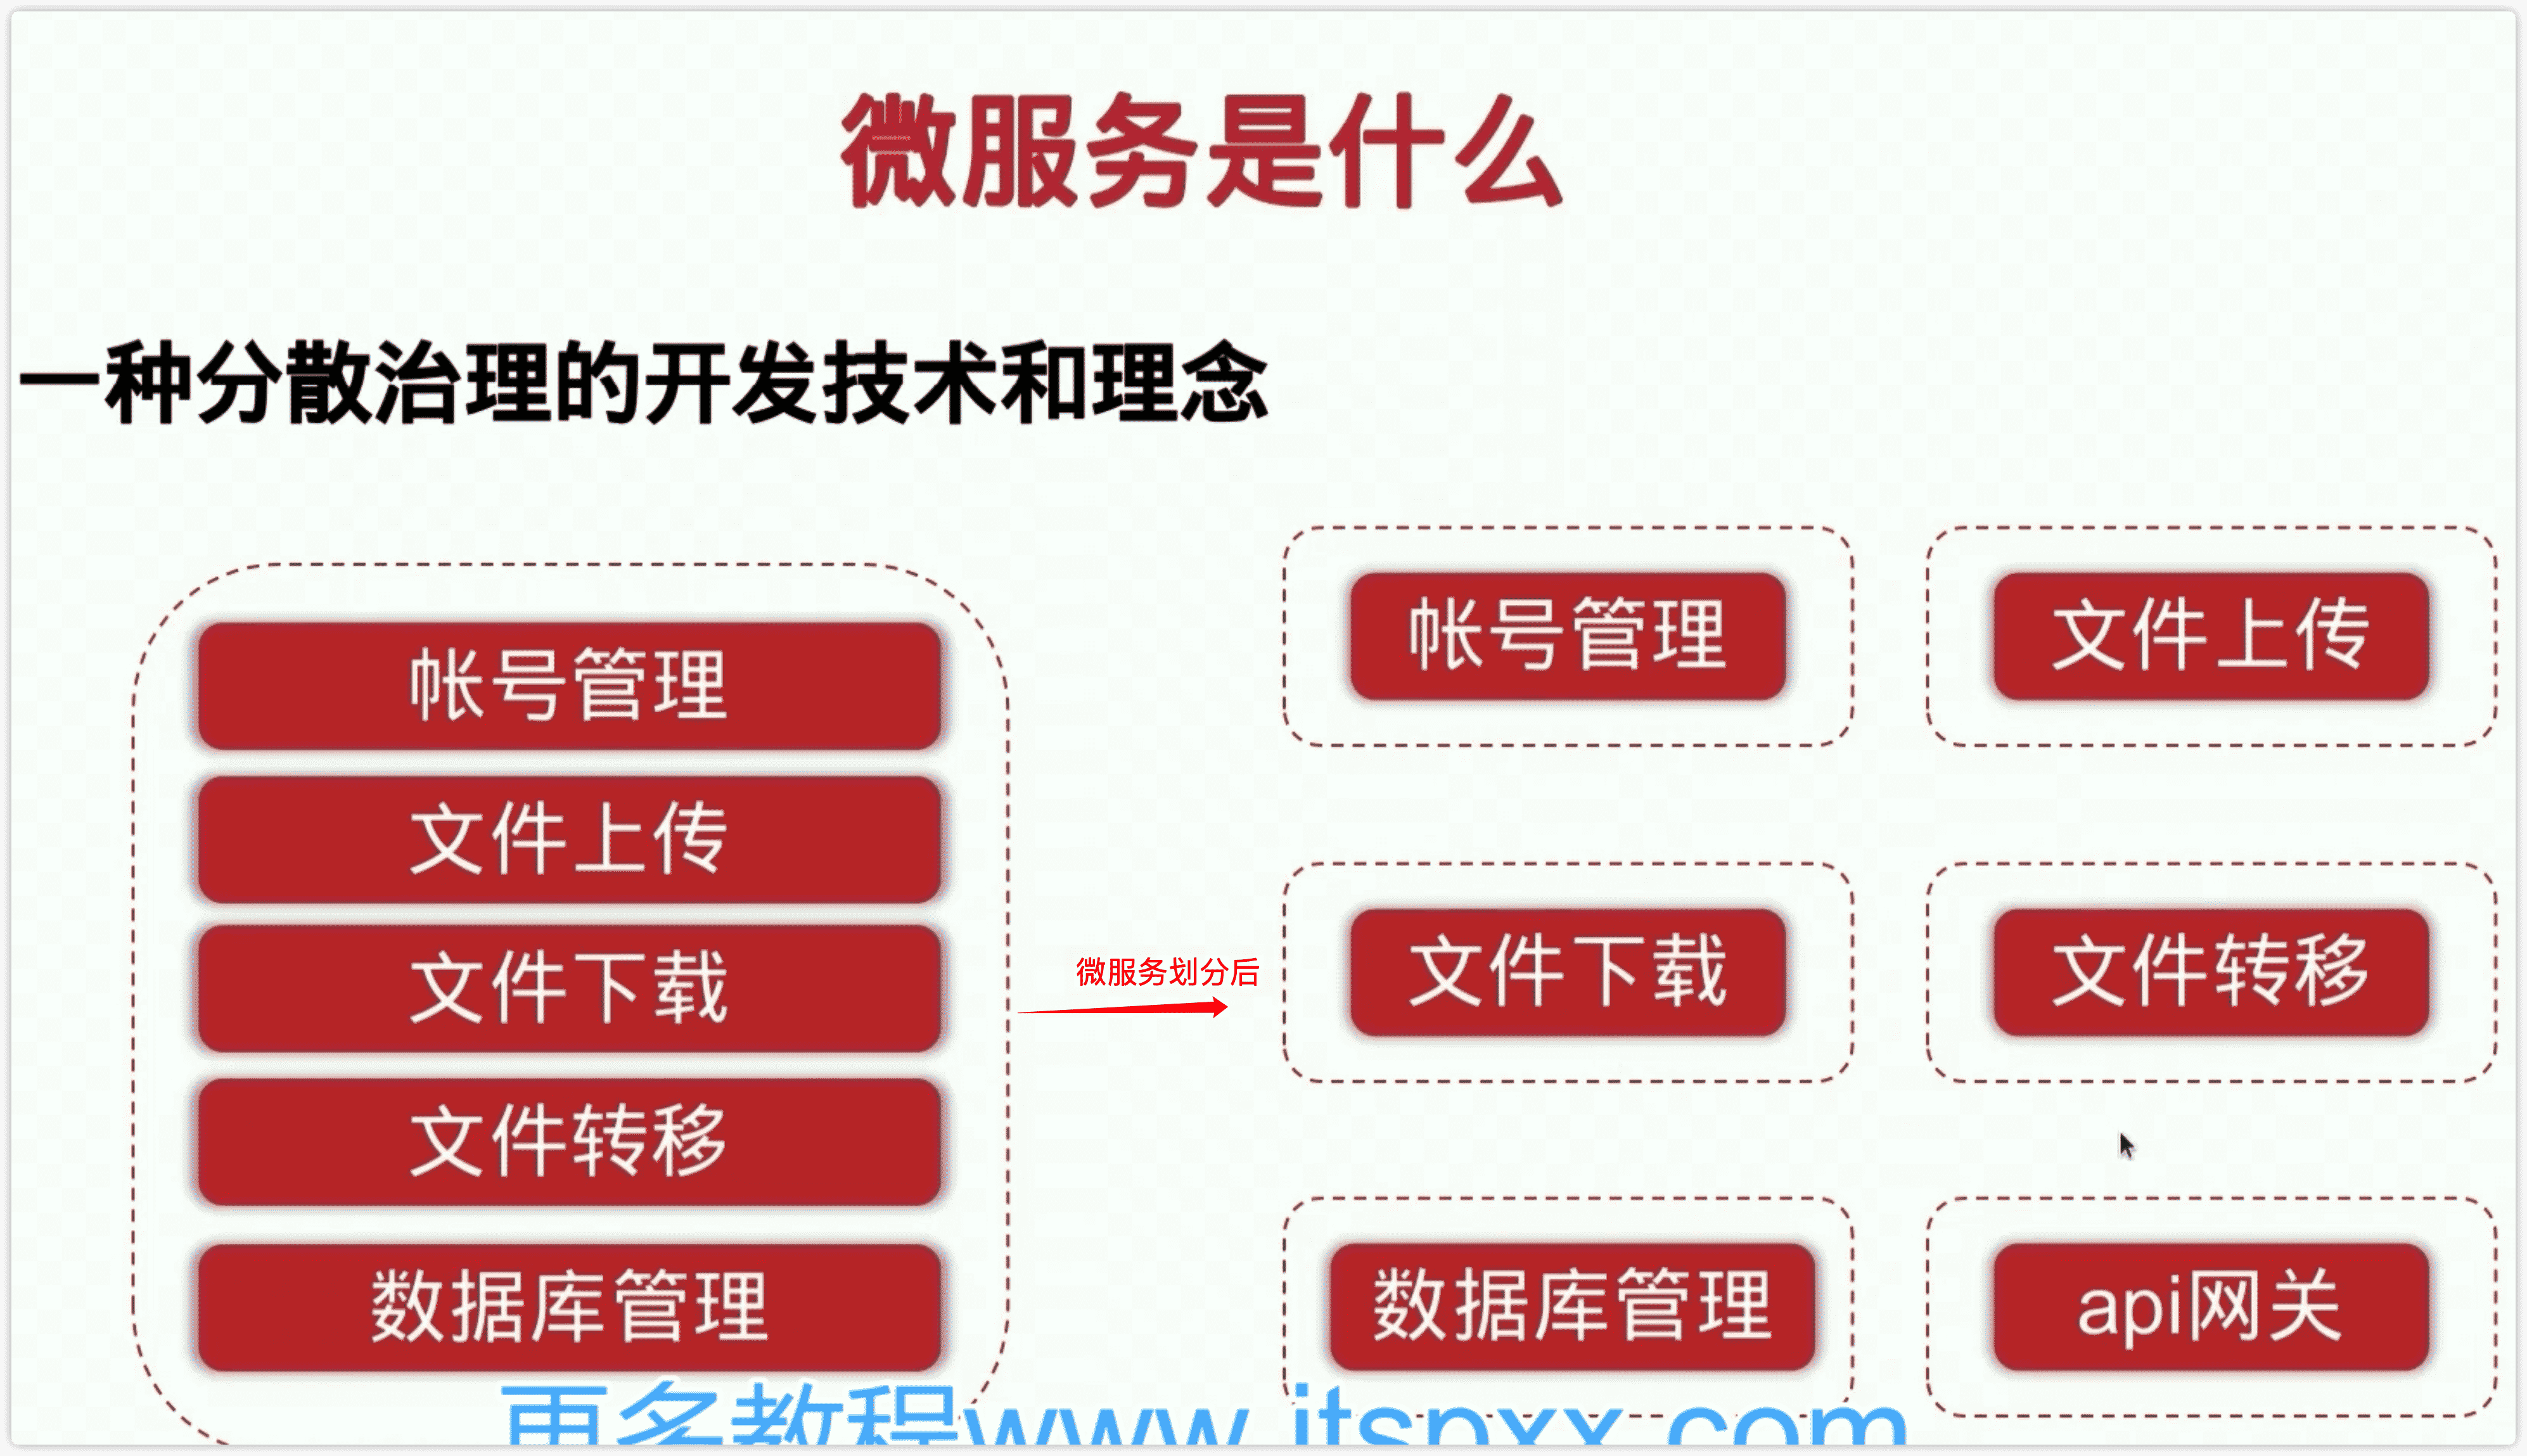 微服务是什么
一种分散治理的开发技术和理念
帐号管理
文件上传
文件下载
文件转移
数据库管理
微服务划分后
帐号管理
文件上传
文件下载
文件转移
数据库管理
api网关
更多教程www.itspxx.com